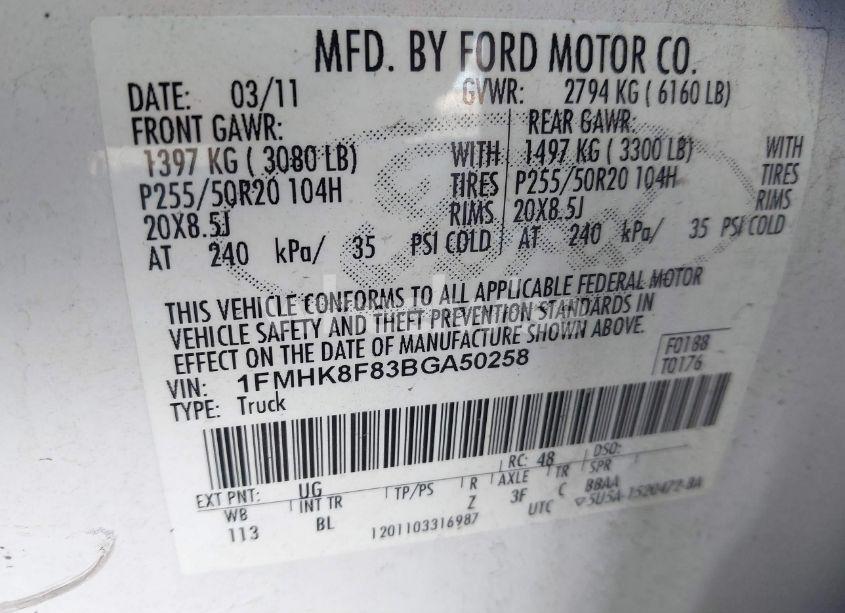 MFD. BY FORD MOTOR CO.
DATE: 03/11 GVWR: 2794 KG ( 6160 LB)
FRONT GAWR: REAR GAWR:
1397 KG ( 3080 LB) WITH 1497 KG ( 3300 LB) WITH
P255/50R20 104H TIRES P255/50R20 104H TIRES
20X8.5J RIMS 20X8.5J RIMS
AT 240 kPa/ 35 PSI COLD AT 240 kPa/ 35 PSI COLD
THIS VEHICLE CONFORMS TO ALL APPLICABLE FEDERAL MOTOR
VEHICLE SAFETY AND THEFT PREVENTION STANDARDS IN
EFFECT ON THE DATE OF MANUFACTURE SHOWN ABOVE.
VIN: 1FMHK8F83BGA50258 F0188
TYPE: Truck T0176
RC: 48 DSO:
EXT PNT: UG
WB INT TR TP/PS R AXLE TR SPR
113 BL Z 3F C BBAA
1201103316987 UTC ▽5U5A-1520472-BA